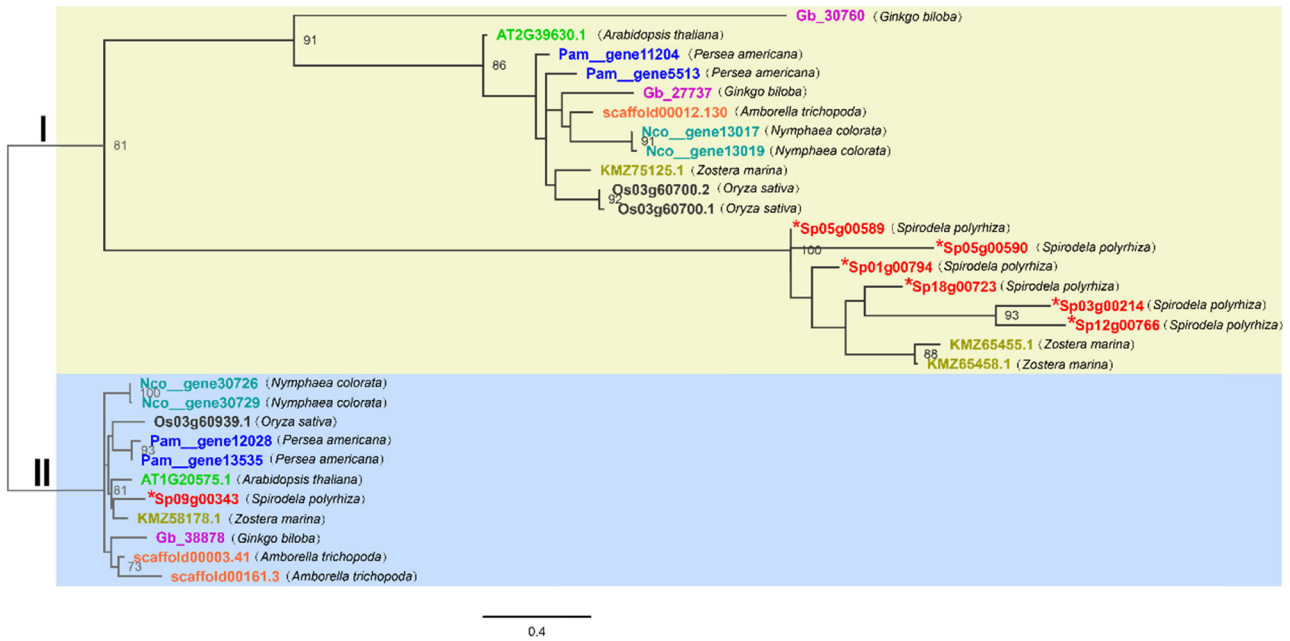 Gb_30760 (Ginkgo biloba)
91
AT2G39630.1 (Arabidopsis thaliana)
86
Pam__gene11204 (Persea americana)
Pam__gene5513 (Persea americana)
Gb_27737 (Ginkgo biloba)
scaffold00012.130 (Amborella trichopoda)
I
Nco__gene13017 (Nymphaea colorata)
81
91
Nco__gene13019 (Nymphaea colorata)
KMZ75125.1 (Zostera marina)
Os03g60700.2 (Oryza sativa)
92
Os03g60700.1 (Oryza sativa)
*Sp05g00589 (Spirodela polyrhiza)
100
*Sp05g00590 (Spirodela polyrhiza)
*Sp01g00794 (Spirodela polyrhiza)
*Sp18g00723 (Spirodela polyrhiza)
*Sp03g00214 (Spirodela polyrhiza)
93
*Sp12g00766 (Spirodela polyrhiza)
KMZ65455.1 (Zostera marina)
88
KMZ65458.1 (Zostera marina)
Nco__gene30726 (Nymphaea colorata)
100
Nco__gene30729 (Nymphaea colorata)
Os03g60939.1 (Oryza sativa)
Pam__gene12028 (Persea americana)
93
Pam__gene13535 (Persea americana)
II
AT1G20575.1 (Arabidopsis thaliana)
81
*Sp09g00343 (Spirodela polyrhiza)
KMZ58178.1 (Zostera marina)
Gb_38878 (Ginkgo biloba)
scaffold00003.41 (Amborella trichopoda)
73
scaffold00161.3 (Amborella trichopoda)
0.4